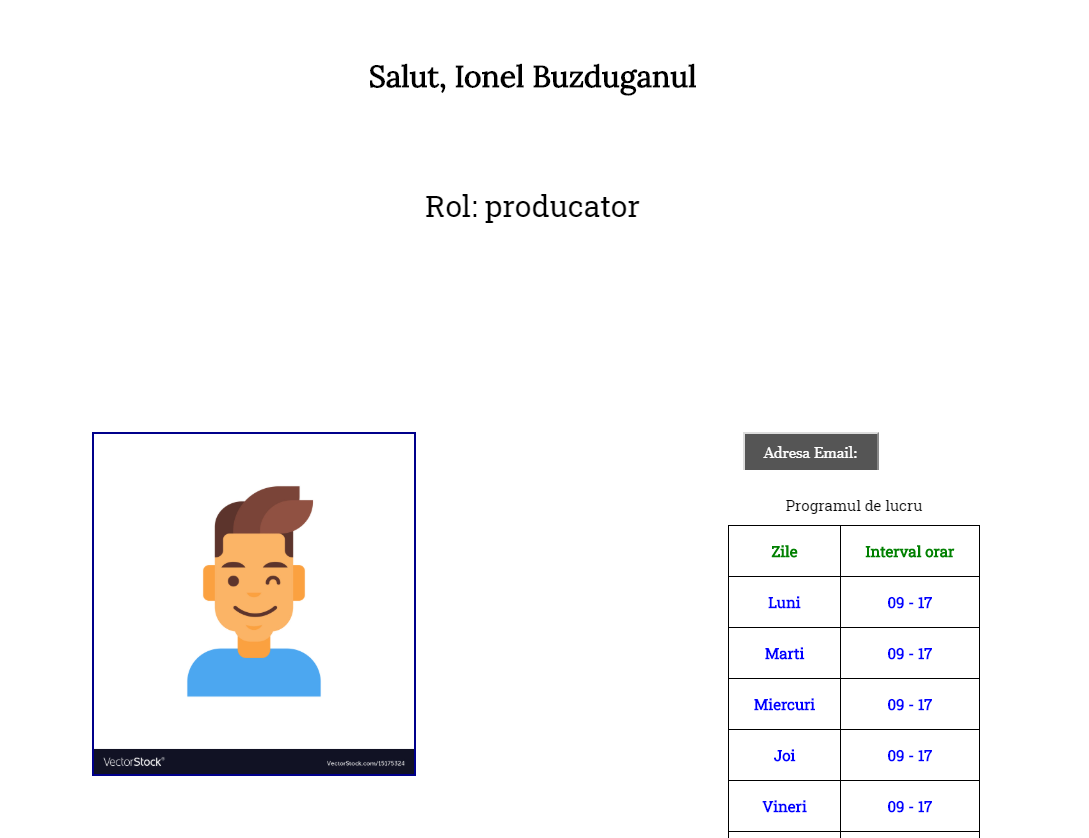 Salut, Ionel Buzduganul
Rol: producator
VectorStock®
VectorStock.com/15175324
Adresa Email:
Programul de lucru
Zile Interval orar
Luni 09 - 17
Marti 09 - 17
Miercuri 09 - 17
Joi 09 - 17
Vineri 09 - 17